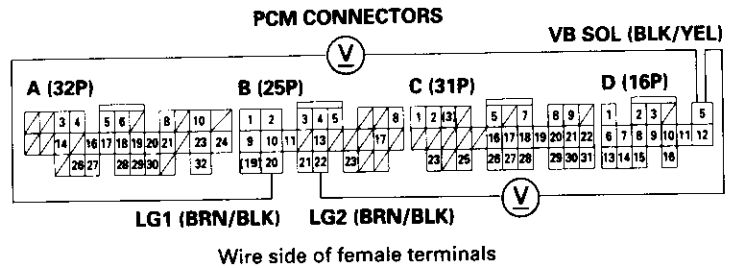 PCM CONNECTORS
V
VB SOL (BLK/YEL)
A (32P) B (25P) C (31P) D (16P)
3 4 5 6 8 10 1 2 3 4 5 8 1 2 (3) 5 7 8 9 1 2 3 5
14 16 17 18 19 20 21 23 24 9 10 11 13 17 16 17 18 19 20 21 22 6 7 8 9 10 11 12
26 27 28 29 30 32 (19) 20 21 22 23 23 25 26 27 28 29 30 31 13 14 15 16
V
LG1 (BRN/BLK) LG2 (BRN/BLK)
Wire side of female terminals